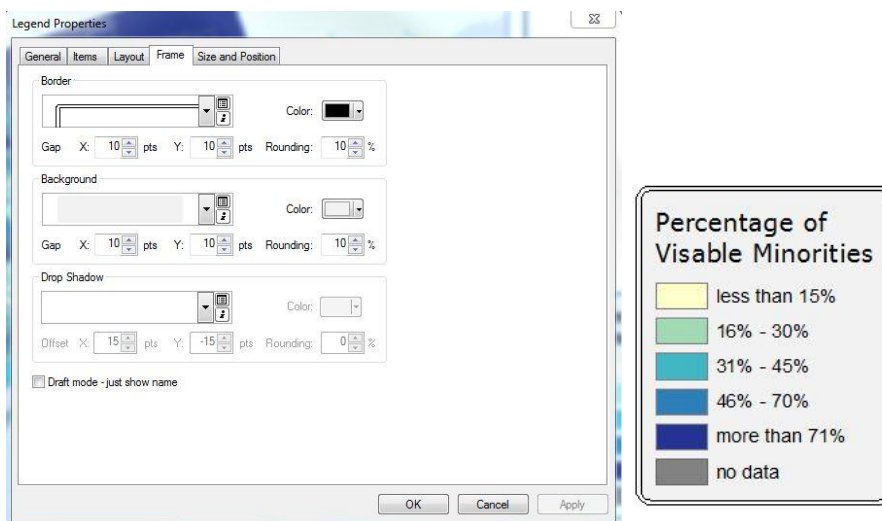 Legend Properties
General Items Layout Frame Size and Position
Border
Color:
Gap X: 10 pts Y: 10 pts Rounding: 10 %
Background
Color:
Gap X: 10 pts Y: 10 pts Rounding: 10 %
Drop Shadow
Color:
Offset X: 15 pts Y: -15 pts Rounding: 0 %
Draft mode - just show name
OK Cancel Apply
Percentage of
Visable Minorities
less than 15%
16% - 30%
31% - 45%
46% - 70%
more than 71%
no data